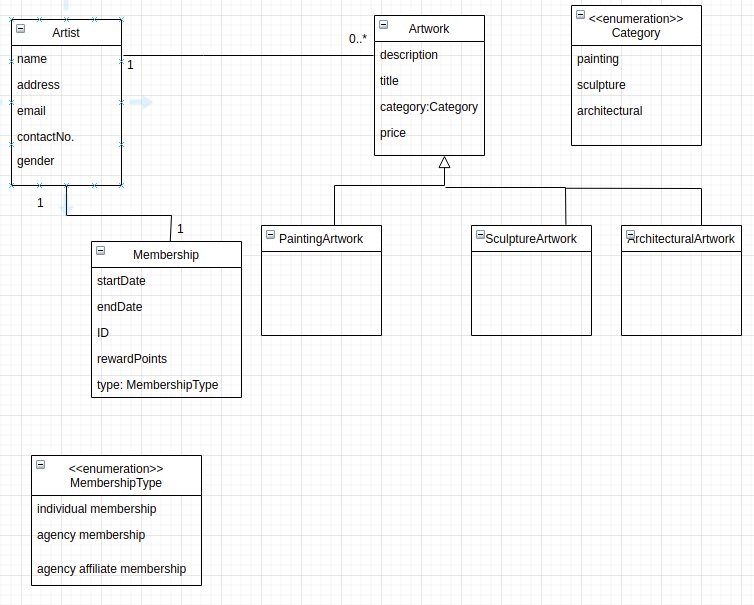 Artist
name
address
email
contactNo.
gender
1
0..*
Artwork
description
title
category:Category
price
<<enumeration>>
Category
painting
sculpture
architectural
1
1
Membership
startDate
endDate
ID
rewardPoints
type: MembershipType
PaintingArtwork
SculptureArtwork
ArchitecturalArtwork
<<enumeration>>
MembershipType
individual membership
agency membership
agency affiliate membership